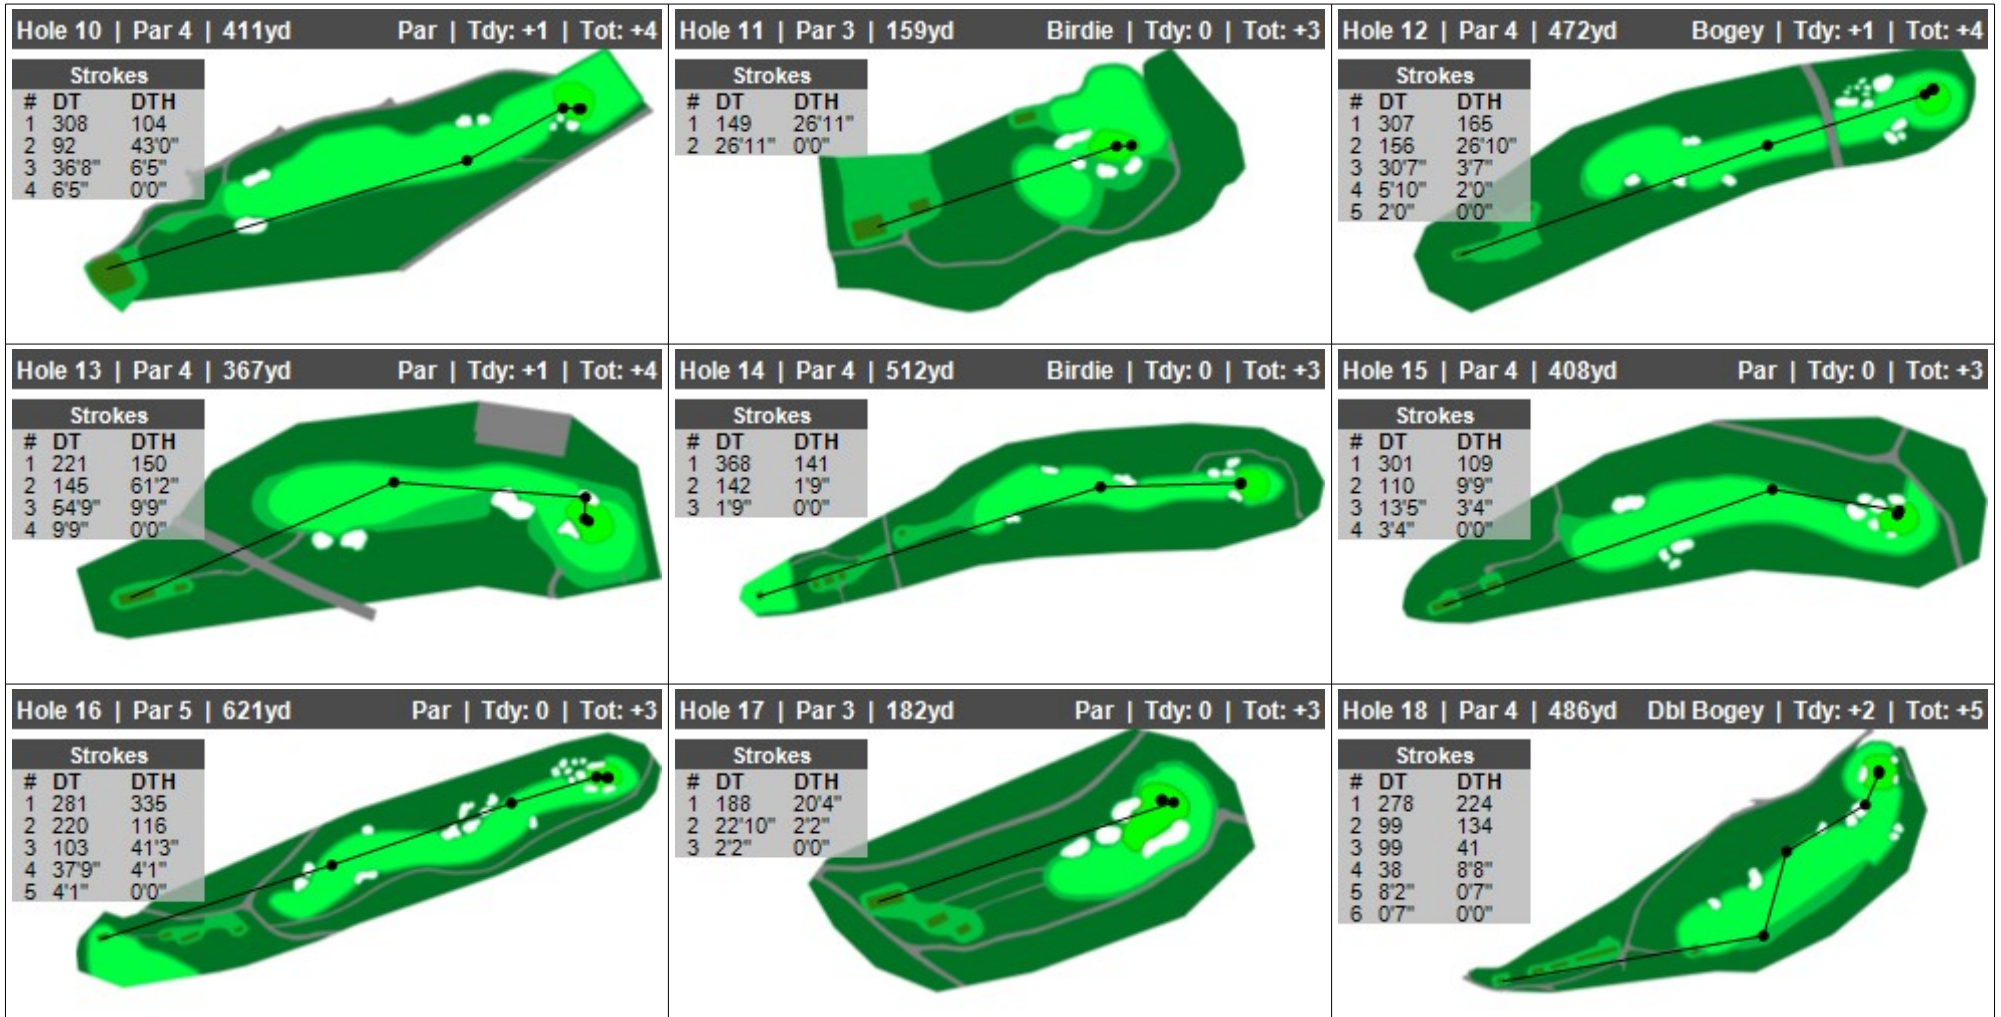 Hole 10 | Par 4 | 411yd Par | Tdy: +1 | Tot: +4
Strokes
# DT DTH
1 308 104
2 92 43'0"
3 36'8" 6'5"
4 6'5" 0'0"
Hole 11 | Par 3 | 159yd Birdie | Tdy: 0 | Tot: +3
Strokes
# DT DTH
1 149 26'11"
2 26'11" 0'0"
Hole 12 | Par 4 | 472yd Bogey | Tdy: +1 | Tot: +4
Strokes
# DT DTH
1 307 165
2 156 26'10"
3 30'7" 3'7"
4 5'10" 2'0"
5 2'0" 0'0"
Hole 13 | Par 4 | 367yd Par | Tdy: +1 | Tot: +4
Strokes
# DT DTH
1 221 150
2 145 61'2"
3 54'9" 9'9"
4 9'9" 0'0"
Hole 14 | Par 4 | 512yd Birdie | Tdy: 0 | Tot: +3
Strokes
# DT DTH
1 368 141
2 142 1'9"
3 1'9" 0'0"
Hole 15 | Par 4 | 408yd Par | Tdy: 0 | Tot: +3
Strokes
# DT DTH
1 301 109
2 110 9'9"
3 13'5" 3'4"
4 3'4" 0'0"
Hole 16 | Par 5 | 621yd Par | Tdy: 0 | Tot: +3
Strokes
# DT DTH
1 281 335
2 220 116
3 103 41'3"
4 37'9" 4'1"
5 4'1" 0'0"
Hole 17 | Par 3 | 182yd Par | Tdy: 0 | Tot: +3
Strokes
# DT DTH
1 188 20'4"
2 22'10" 2'2"
3 2'2" 0'0"
Hole 18 | Par 4 | 486yd Dbl Bogey | Tdy: +2 | Tot: +5
Strokes
# DT DTH
1 278 224
2 99 134
3 99 41
4 38 8'8"
5 8'2" 0'7"
6 0'7" 0'0"